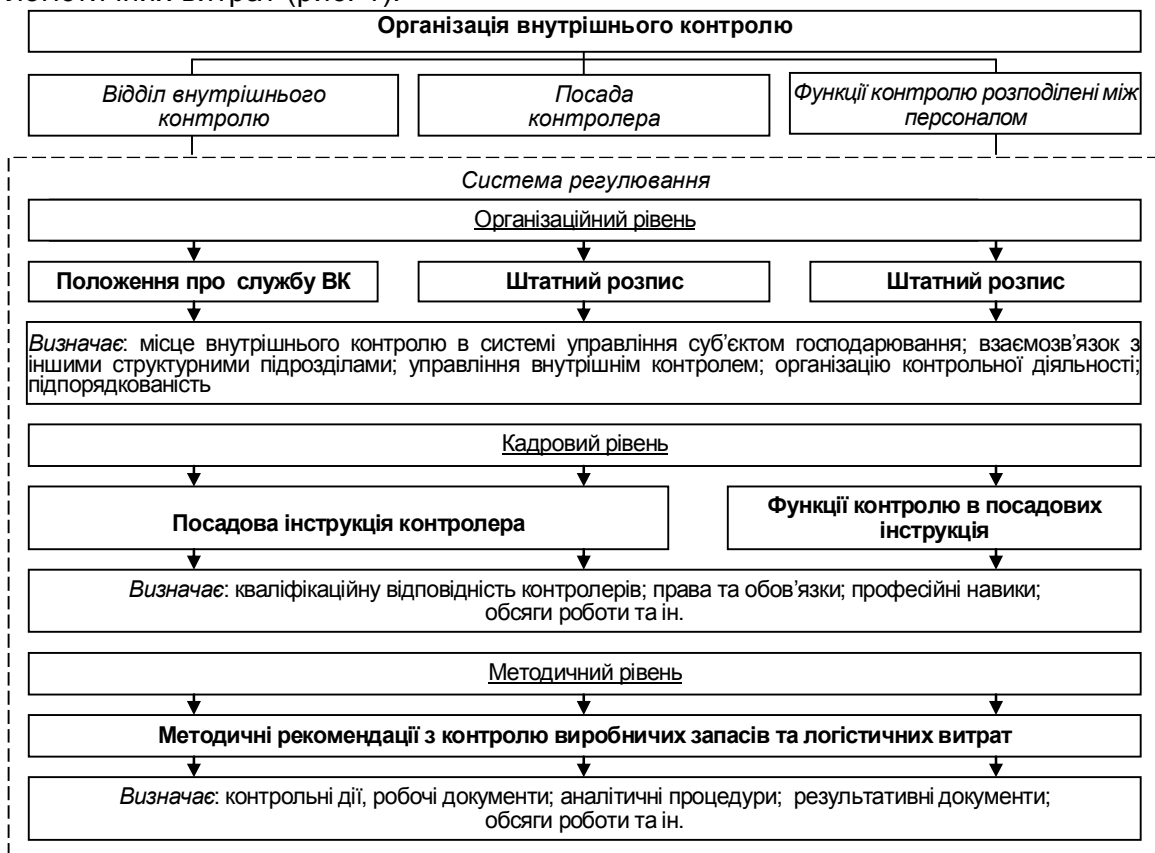 Організація внутрішнього контролю
Відділ внутрішнього
контролю
Посада
контролера
Функції контролю розподілені між
персоналом
Система регулювання
Організаційний рівень
Положення про службу ВК
Штатний розпис
Штатний розпис
Визначає: місце внутрішнього контролю в системі управління суб’єктом господарювання; взаємозв’язок з
іншими структурними підрозділами; управління внутрішнім контролем; організацію контрольної діяльності;
підпорядкованість
Кадровий рівень
Посадова інструкція контролера
Функції контролю в посадових
інструкція
Визначає: кваліфікаційну відповідність контролерів; права та обов’язки; професійні навики;
обсяги роботи та ін.
Методичний рівень
Методичні рекомендації з контролю виробничих запасів та логістичних витрат
Визначає: контрольні дії, робочі документи; аналітичні процедури; результативні документи;
обсяги роботи та ін.